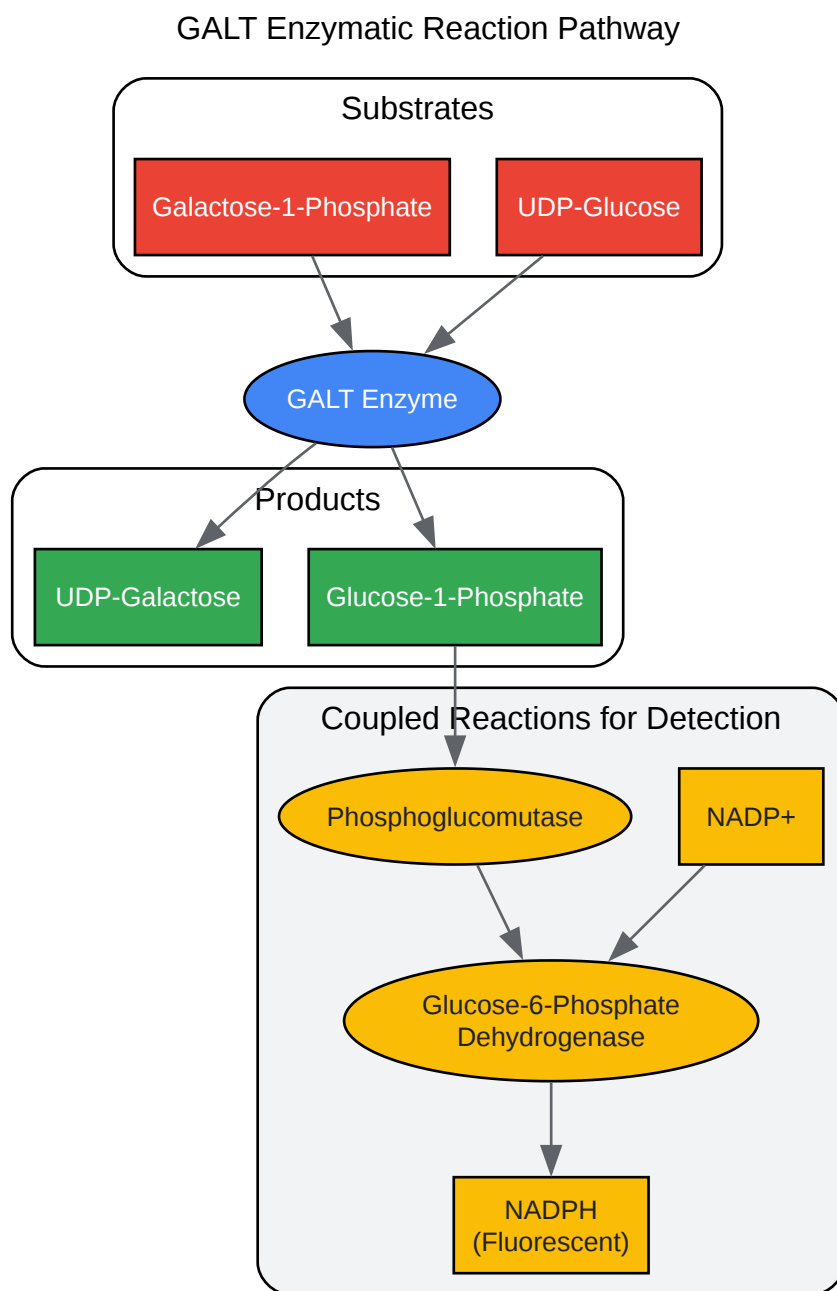 GALT Enzymatic Reaction Pathway
Substrates
Galactose-1-Phosphate
UDP-Glucose
GALT Enzyme
Products
UDP-Galactose
Glucose-1-Phosphate
Coupled Reactions for Detection
Phosphoglucomutase
NADP+
Glucose-6-Phosphate
Dehydrogenase
NADPH
(Fluorescent)